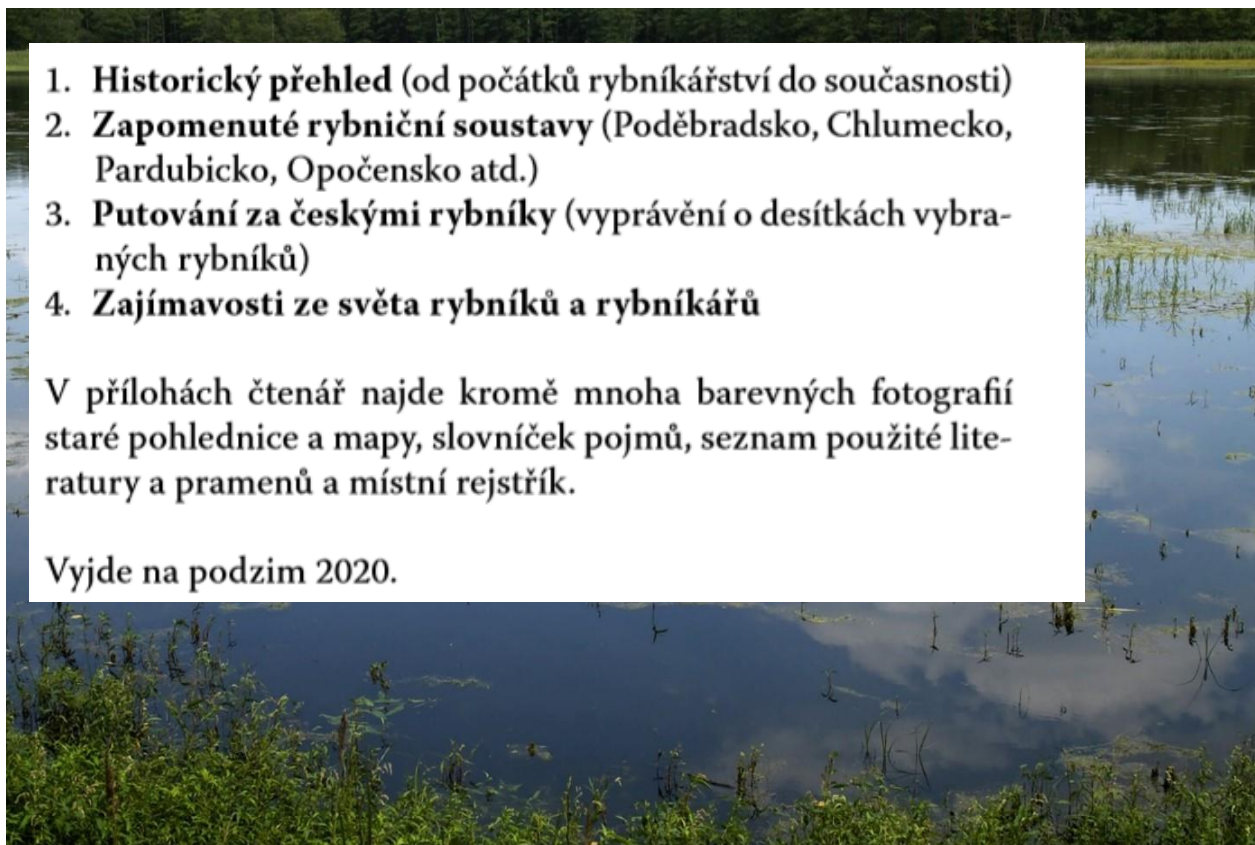 1. Historický přehled (od počátků rybníkářství do současnosti)
2. Zapomenuté rybniční soustavy (Poděbradsko, Chlumecko,
Pardubicko, Opočensko atd.)
3. Putování za českými rybníky (vyprávění o desítkách vybra-
ných rybníků)
4. Zajímavosti ze světa rybníků a rybníkářů
V přílohách čtenář najde kromě mnoha barevných fotografií
staré pohlednice a mapy, slovníček pojmů, seznam použité lite-
ratury a pramenů a místní rejstřík.
Vyjde na podzim 2020.